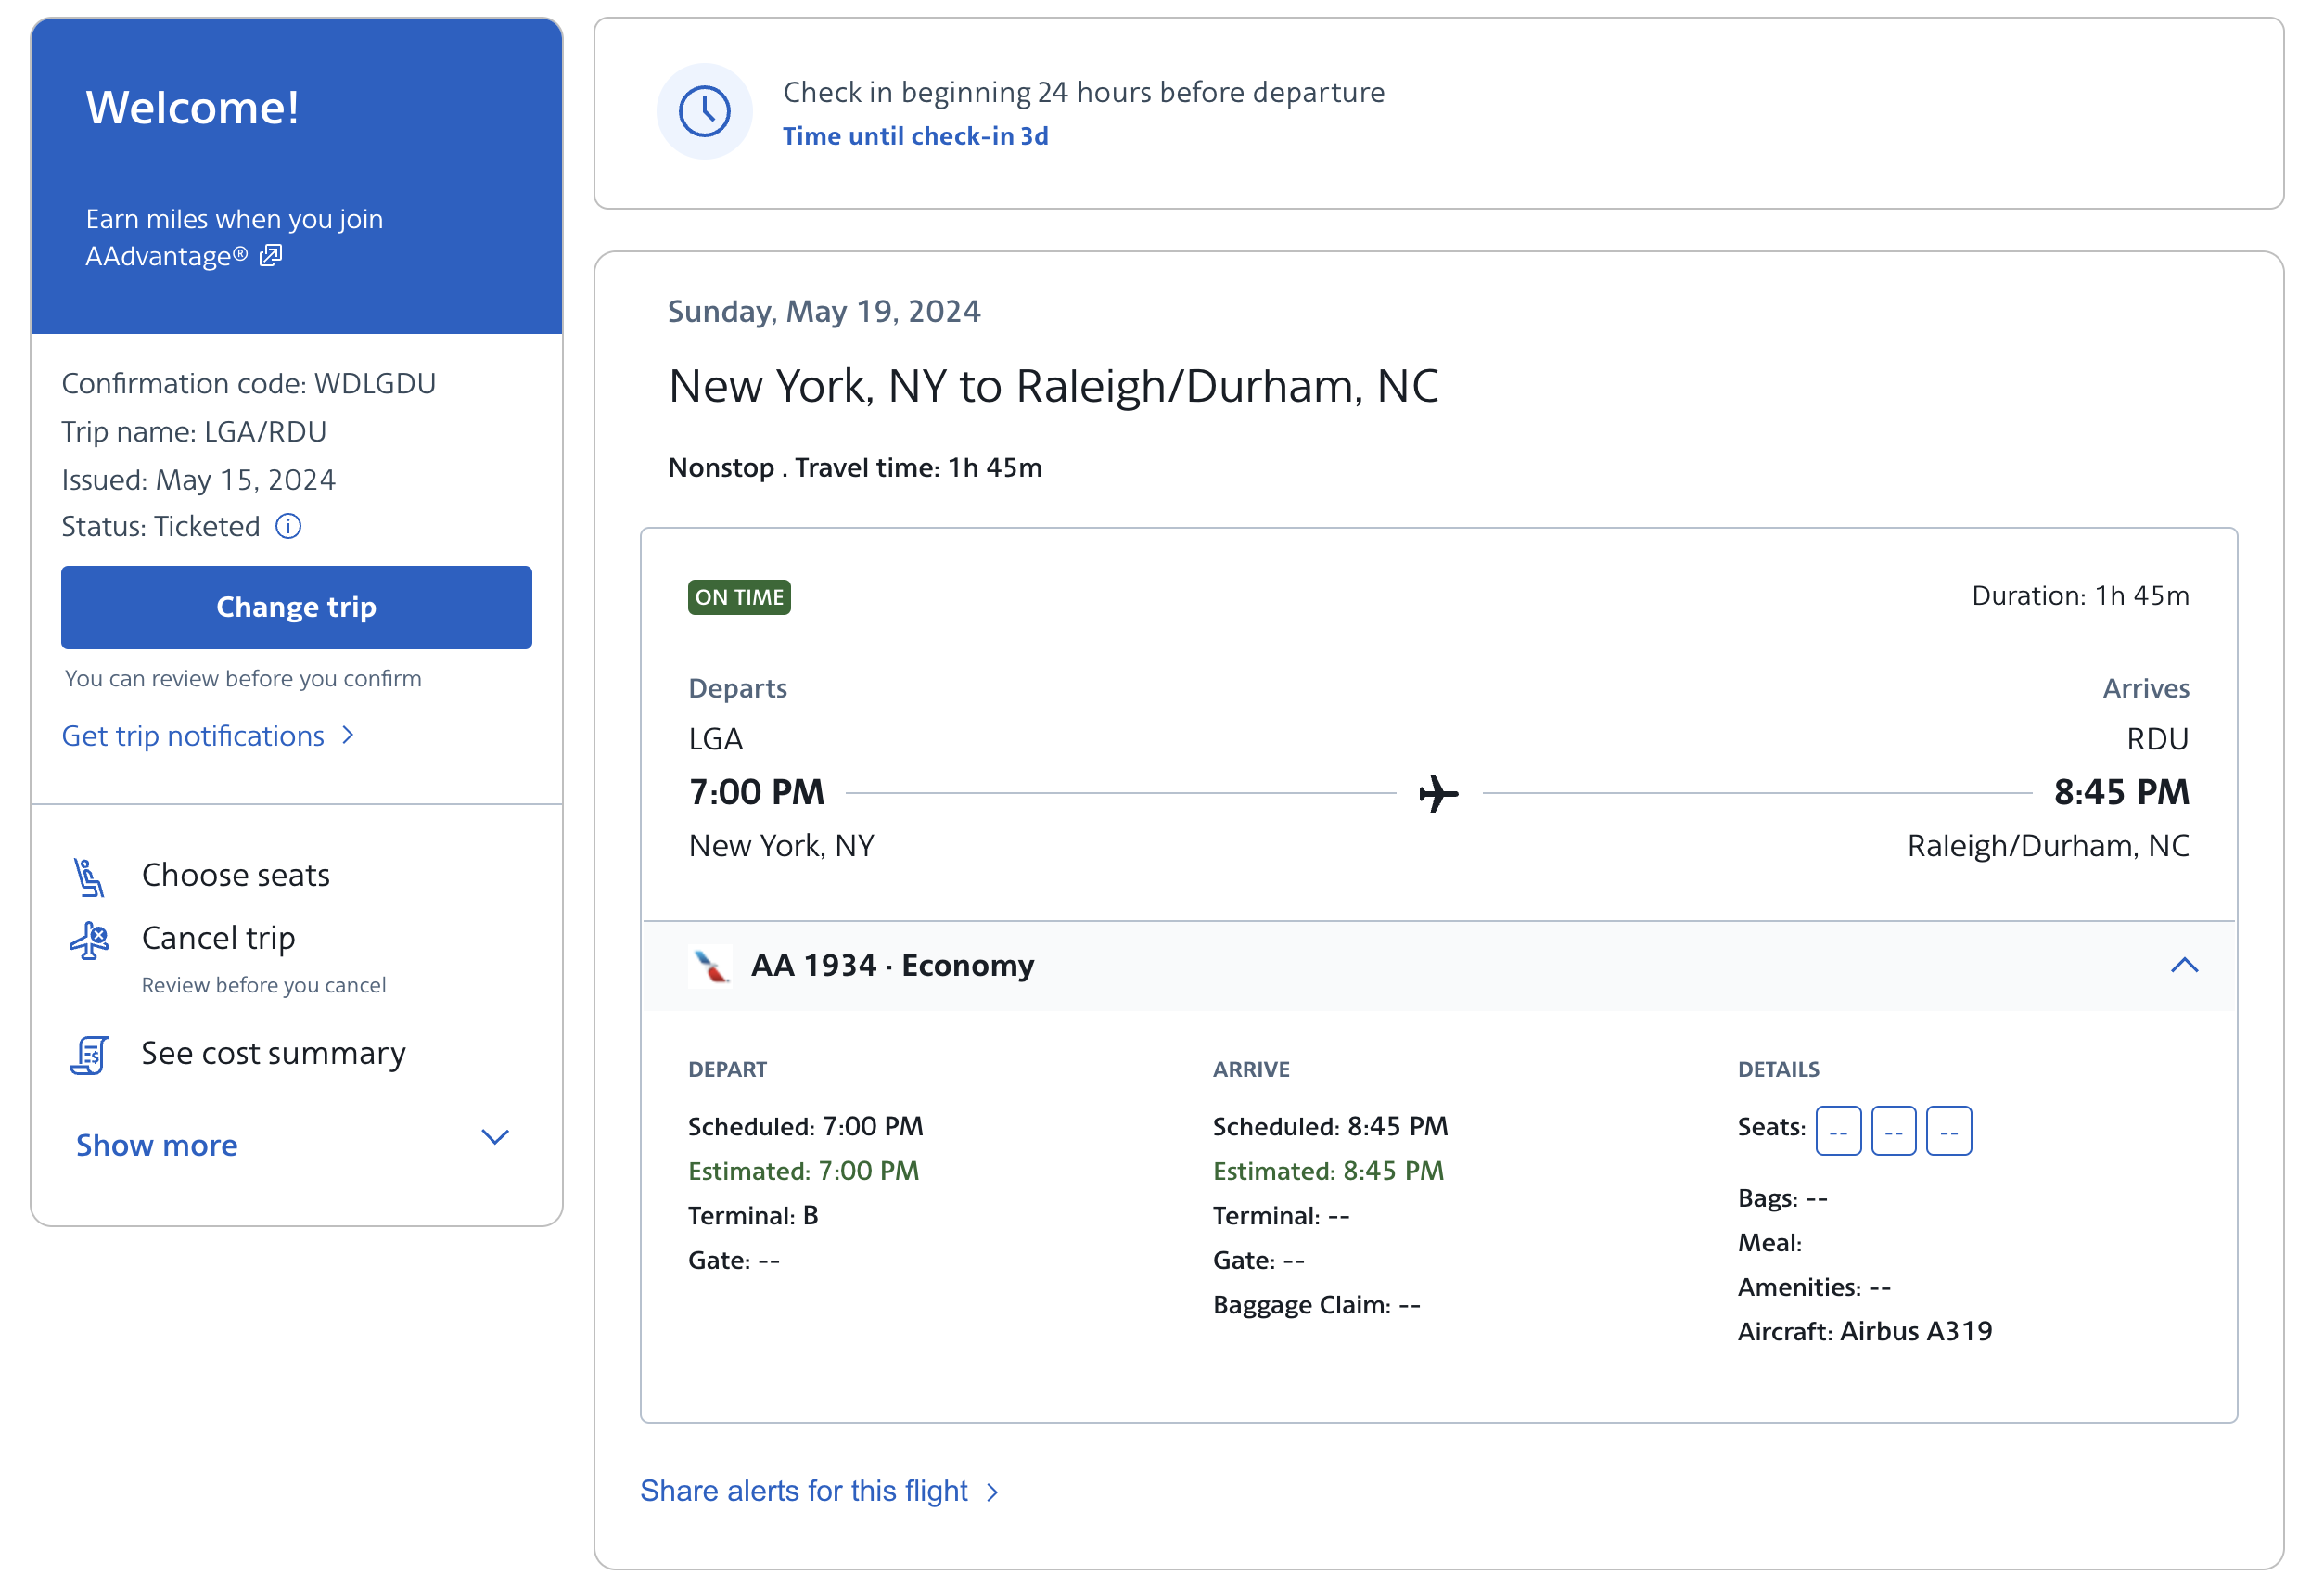 Welcome!
Earn miles when you join
AAdvantage®
Confirmation code: WDLGDU
Trip name: LGA/RDU
Issued: May 15, 2024
Status: Ticketed
Change trip
You can review before you confirm
Get trip notifications
Choose seats
Cancel trip
Review before you cancel
See cost summary
Show more
Check in beginning 24 hours before departure
Time until check-in 3d
Sunday, May 19, 2024
New York, NY to Raleigh/Durham, NC
Nonstop . Travel time: 1h 45m
ON TIME
Duration: 1h 45m
Departs
Arrives
LGA
RDU
7:00 PM
8:45 PM
New York, NY
Raleigh/Durham, NC
AA 1934 · Economy
DEPART
Scheduled: 7:00 PM
Estimated: 7:00 PM
Terminal: B
Gate: --
ARRIVE
Scheduled: 8:45 PM
Estimated: 8:45 PM
Terminal: --
Gate: --
Baggage Claim: --
DETAILS
Seats: -- -- --
Bags: --
Meal:
Amenities: --
Aircraft: Airbus A319
Share alerts for this flight